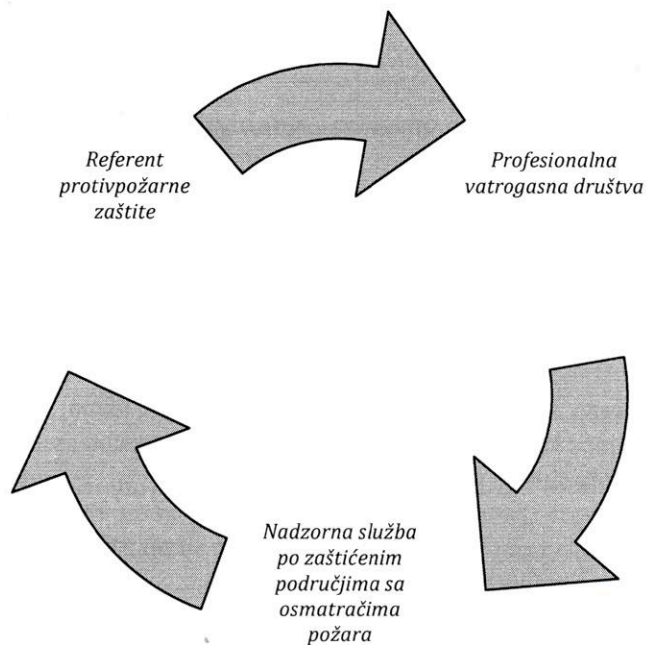 Referent
protivpožarne
zaštite
Profesionalna
vatrogasna društva
Nadzorna služba
po zaštićenim
područjima sa
osmatračima
požara